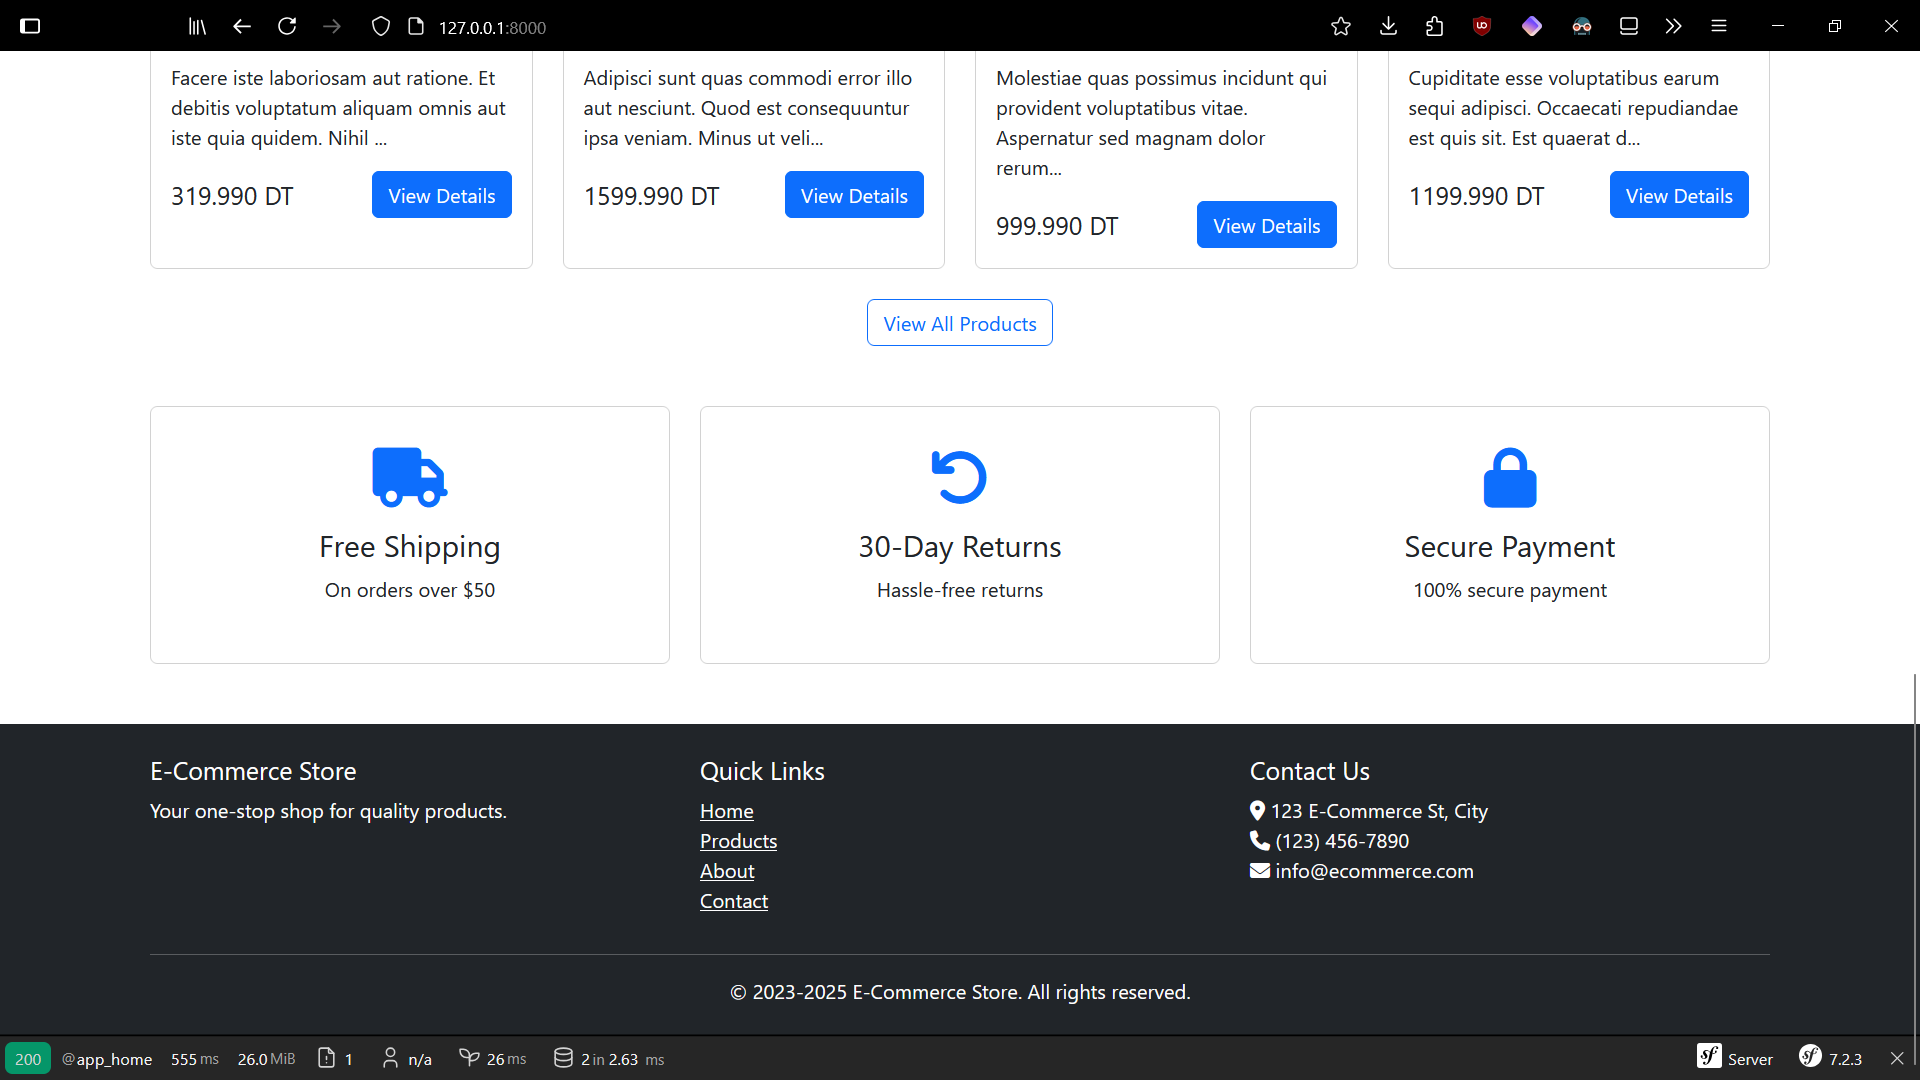 127.0.0.1:8000
Facere iste laboriosam aut ratione. Et
debitis voluptatum aliquam omnis aut
iste quia quidem. Nihil ...
319.990 DT
View Details
Adipisci sunt quas commodi error illo
aut nesciunt. Quod est consequuntur
ipsa veniam. Minus ut veli...
1599.990 DT
View Details
Molestiae quas possimus incidunt qui
provident voluptatibus vitae.
Aspernatur sed magnam dolor
rerum...
999.990 DT
View Details
Cupiditate esse voluptatibus earum
sequi adipisci. Occaecati repudiandae
est quis sit. Est quaerat d...
1199.990 DT
View Details
View All Products
Free Shipping
On orders over $50
30-Day Returns
Hassle-free returns
Secure Payment
100% secure payment
E-Commerce Store
Your one-stop shop for quality products.
Quick Links
Home
Products
About
Contact
Contact Us
123 E-Commerce St, City
(123) 456-7890
info@ecommerce.com
© 2023-2025 E-Commerce Store. All rights reserved.
200 @app_home 555 ms 26.0 MiB 1 n/a 26 ms 2 in 2.63 ms sf Server sf 7.2.3